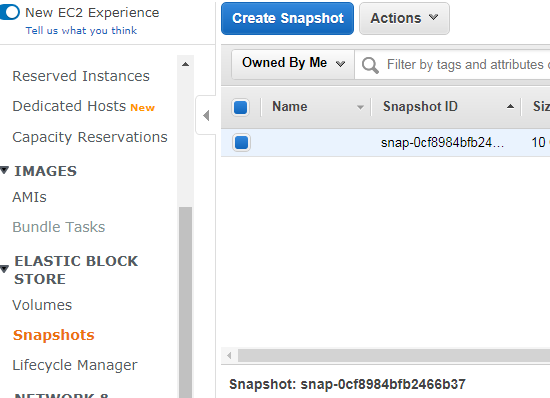 New EC2 Experience
Tell us what you think
Reserved Instances
Dedicated Hosts New
Capacity Reservations
IMAGES
AMIs
Bundle Tasks
ELASTIC BLOCK
STORE
Volumes
Snapshots
Lifecycle Manager
Create Snapshot Actions
Owned By Me Filter by tags and attributes
Name Snapshot ID
snap-0cf8984bfb24... 10
Snapshot: snap-0cf8984bfb2466b37